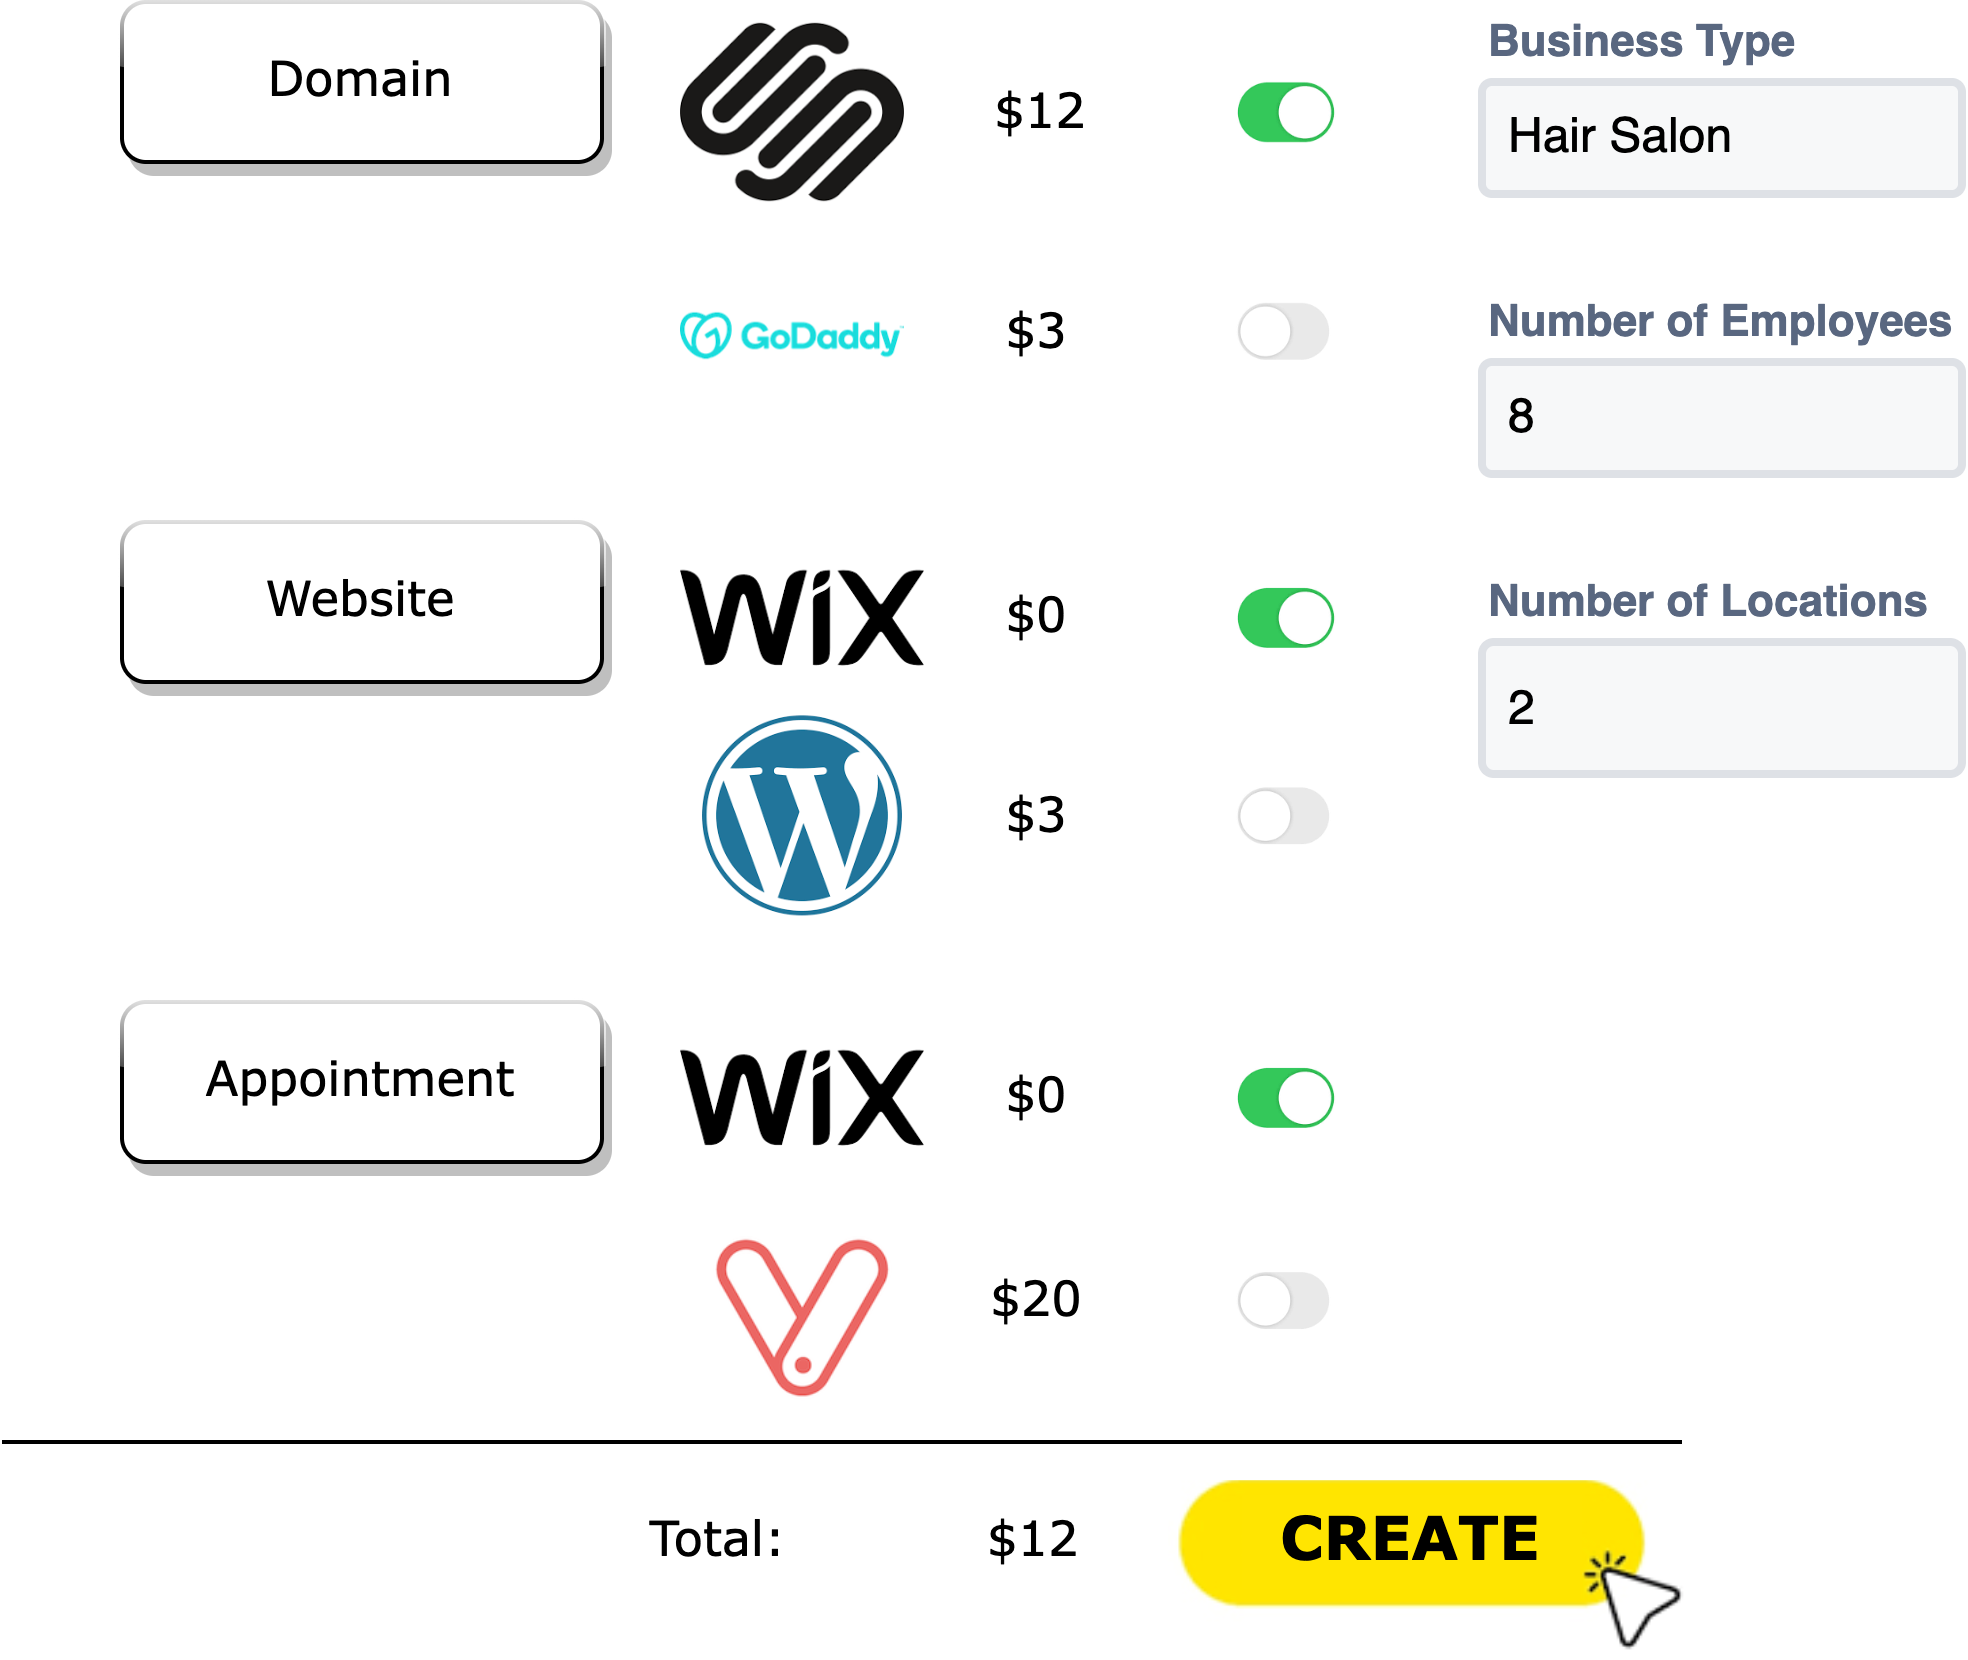 Domain
$12
Business Type
Hair Salon
GoDaddy
$3
Number of Employees
8
Website
WiX
$0
Number of Locations
2
W
$3
Appointment
WiX
$0
$20
Total:
$12
CREATE